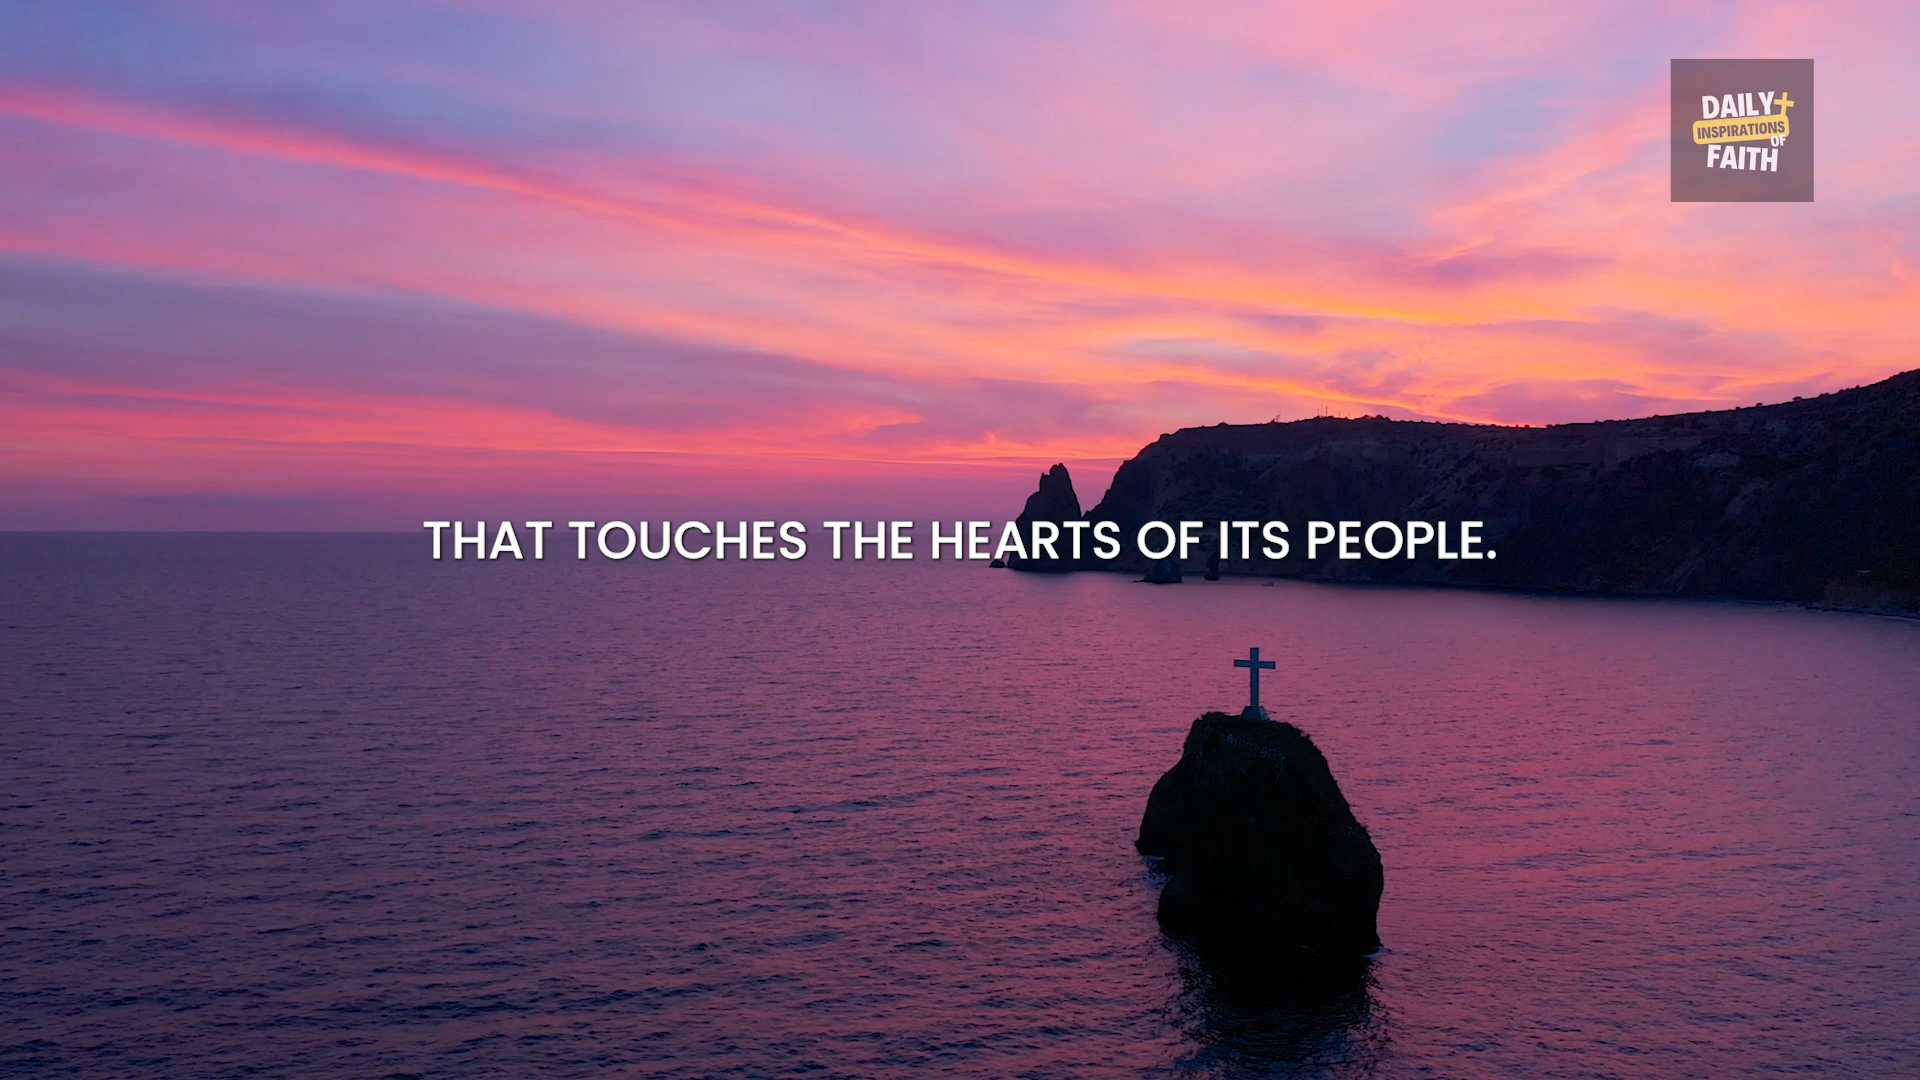 DAILY
INSPIRATIONS
OF
FAITH
THAT TOUCHES THE HEARTS OF ITS PEOPLE.